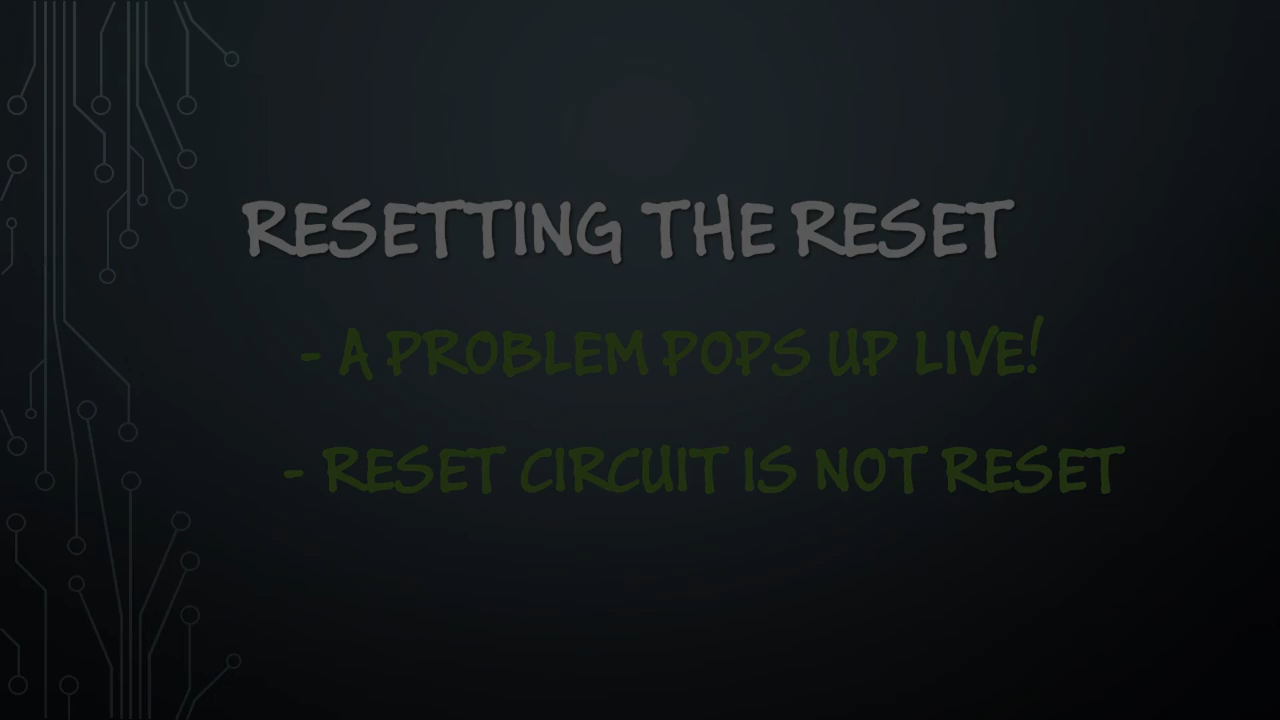 RESETTING THE RESET
- A PROBLEM POPS UP LIVE!
- RESET CIRCUIT IS NOT RESET